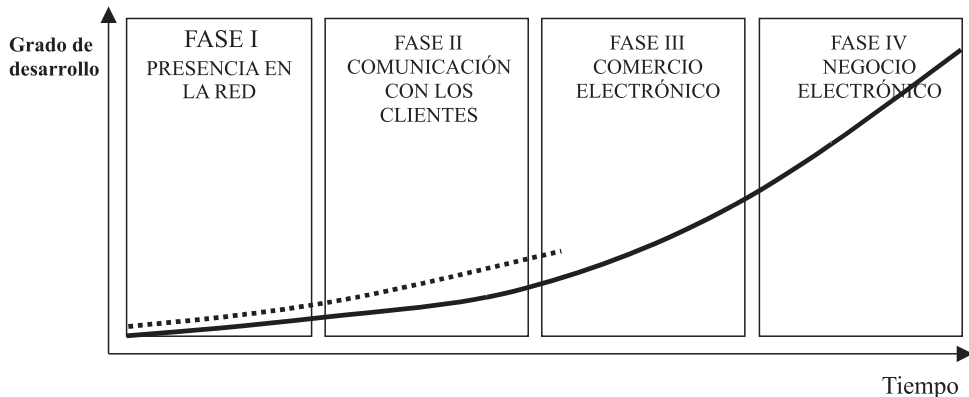 Grado de
desarrollo
FASE I
PRESENCIA EN
LA RED
FASE II
COMUNICACIÓN
CON LOS
CLIENTES
FASE III
COMERCIO
ELECTRÓNICO
FASE IV
NEGOCIO
ELECTRÓNICO
Tiempo